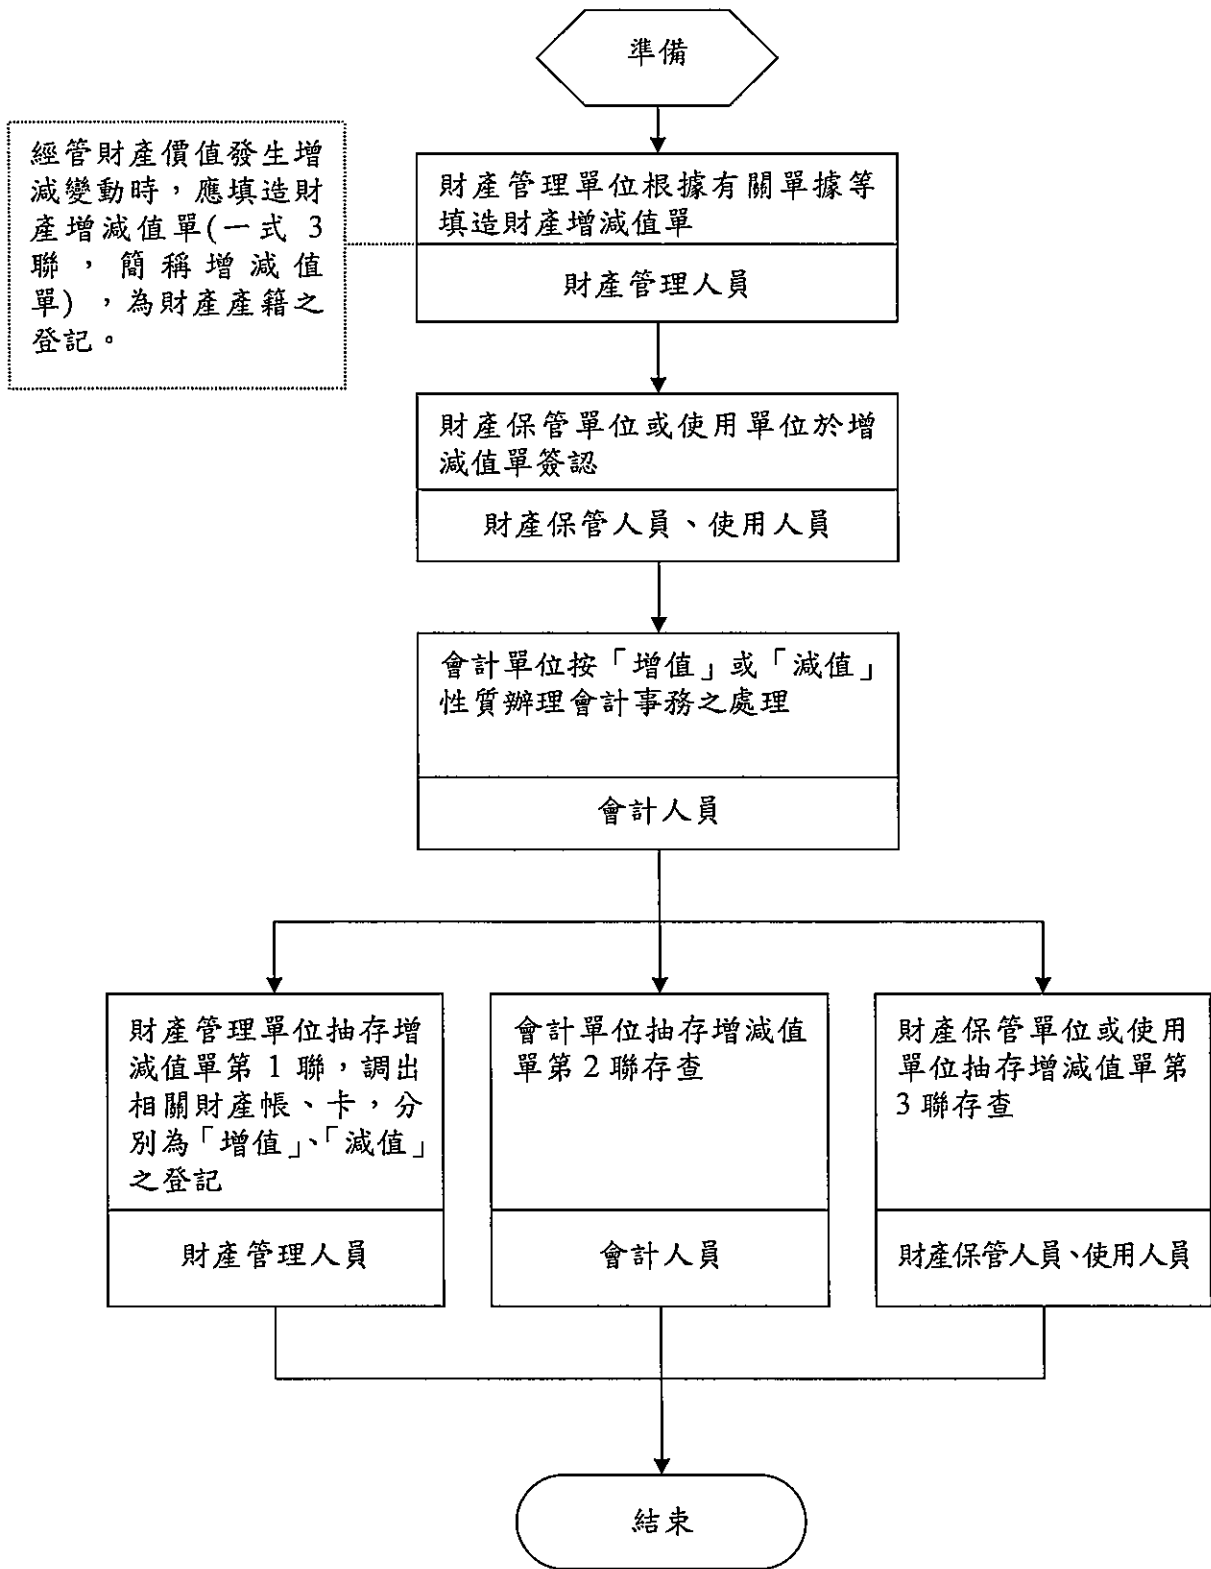 準備
經管財產價值發生增
減變動時，應填造財
產增減值單(一式 3
聯，簡稱增減值
單)，為財產產籍之
登記。
財產管理單位根據有關單據等
填造財產增減值單
財產管理人員
財產保管單位或使用單位於增
減值單簽認
財產保管人員、使用人員
會計單位按「增值」或「減值」
性質辦理會計事務之處理
會計人員
財產管理單位抽存增
減值單第 1 聯，調出
相關財產帳、卡，分
別為「增值」、「減值」
之登記
財產管理人員
會計單位抽存增減值
單第 2 聯存查
會計人員
財產保管單位或使用
單位抽存增減值單第
3 聯存查
財產保管人員、使用人員
結束